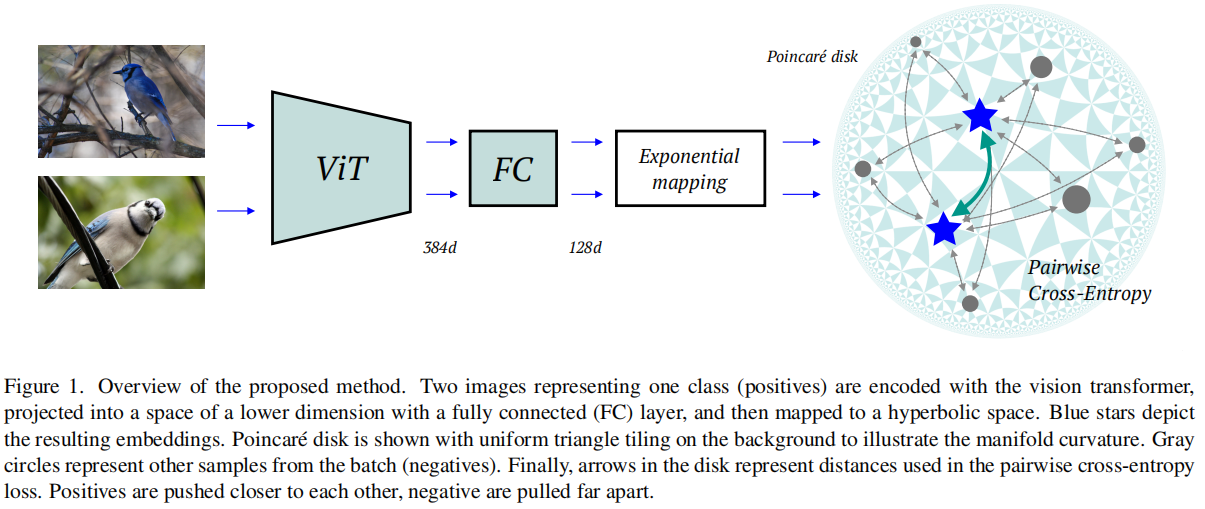 Poincaré disk
ViT
FC
Exponential
mapping
384d
128d
Pairwise
Cross-Entropy
Figure 1. Overview of the proposed method. Two images representing one class (positives) are encoded with the vision transformer,
projected into a space of a lower dimension with a fully connected (FC) layer, and then mapped to a hyperbolic space. Blue stars depict
the resulting embeddings. Poincaré disk is shown with uniform triangle tiling on the background to illustrate the manifold curvature. Gray
circles represent other samples from the batch (negatives). Finally, arrows in the disk represent distances used in the pairwise cross-entropy
loss. Positives are pushed closer to each other, negative are pulled far apart.